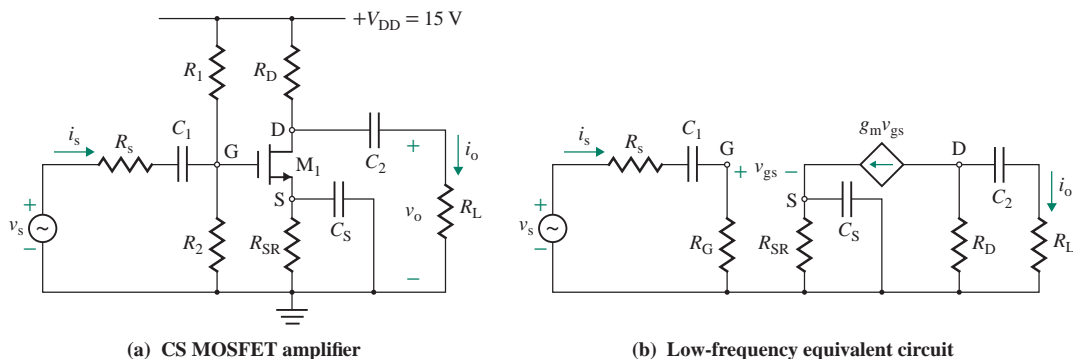 +V_DD = 15 V
R_1
R_D
i_s
R_s
C_1
G
D
M_1
C_2
+
i_o
S
+
v_s
−
R_2
R_SR
C_S
v_o
R_L
−
(a) CS MOSFET amplifier
i_s
R_s
C_1
G
+ v_gs −
g_m v_gs
D
C_2
i_o
S
+
v_s
−
R_G
R_SR
C_S
R_D
R_L
(b) Low-frequency equivalent circuit